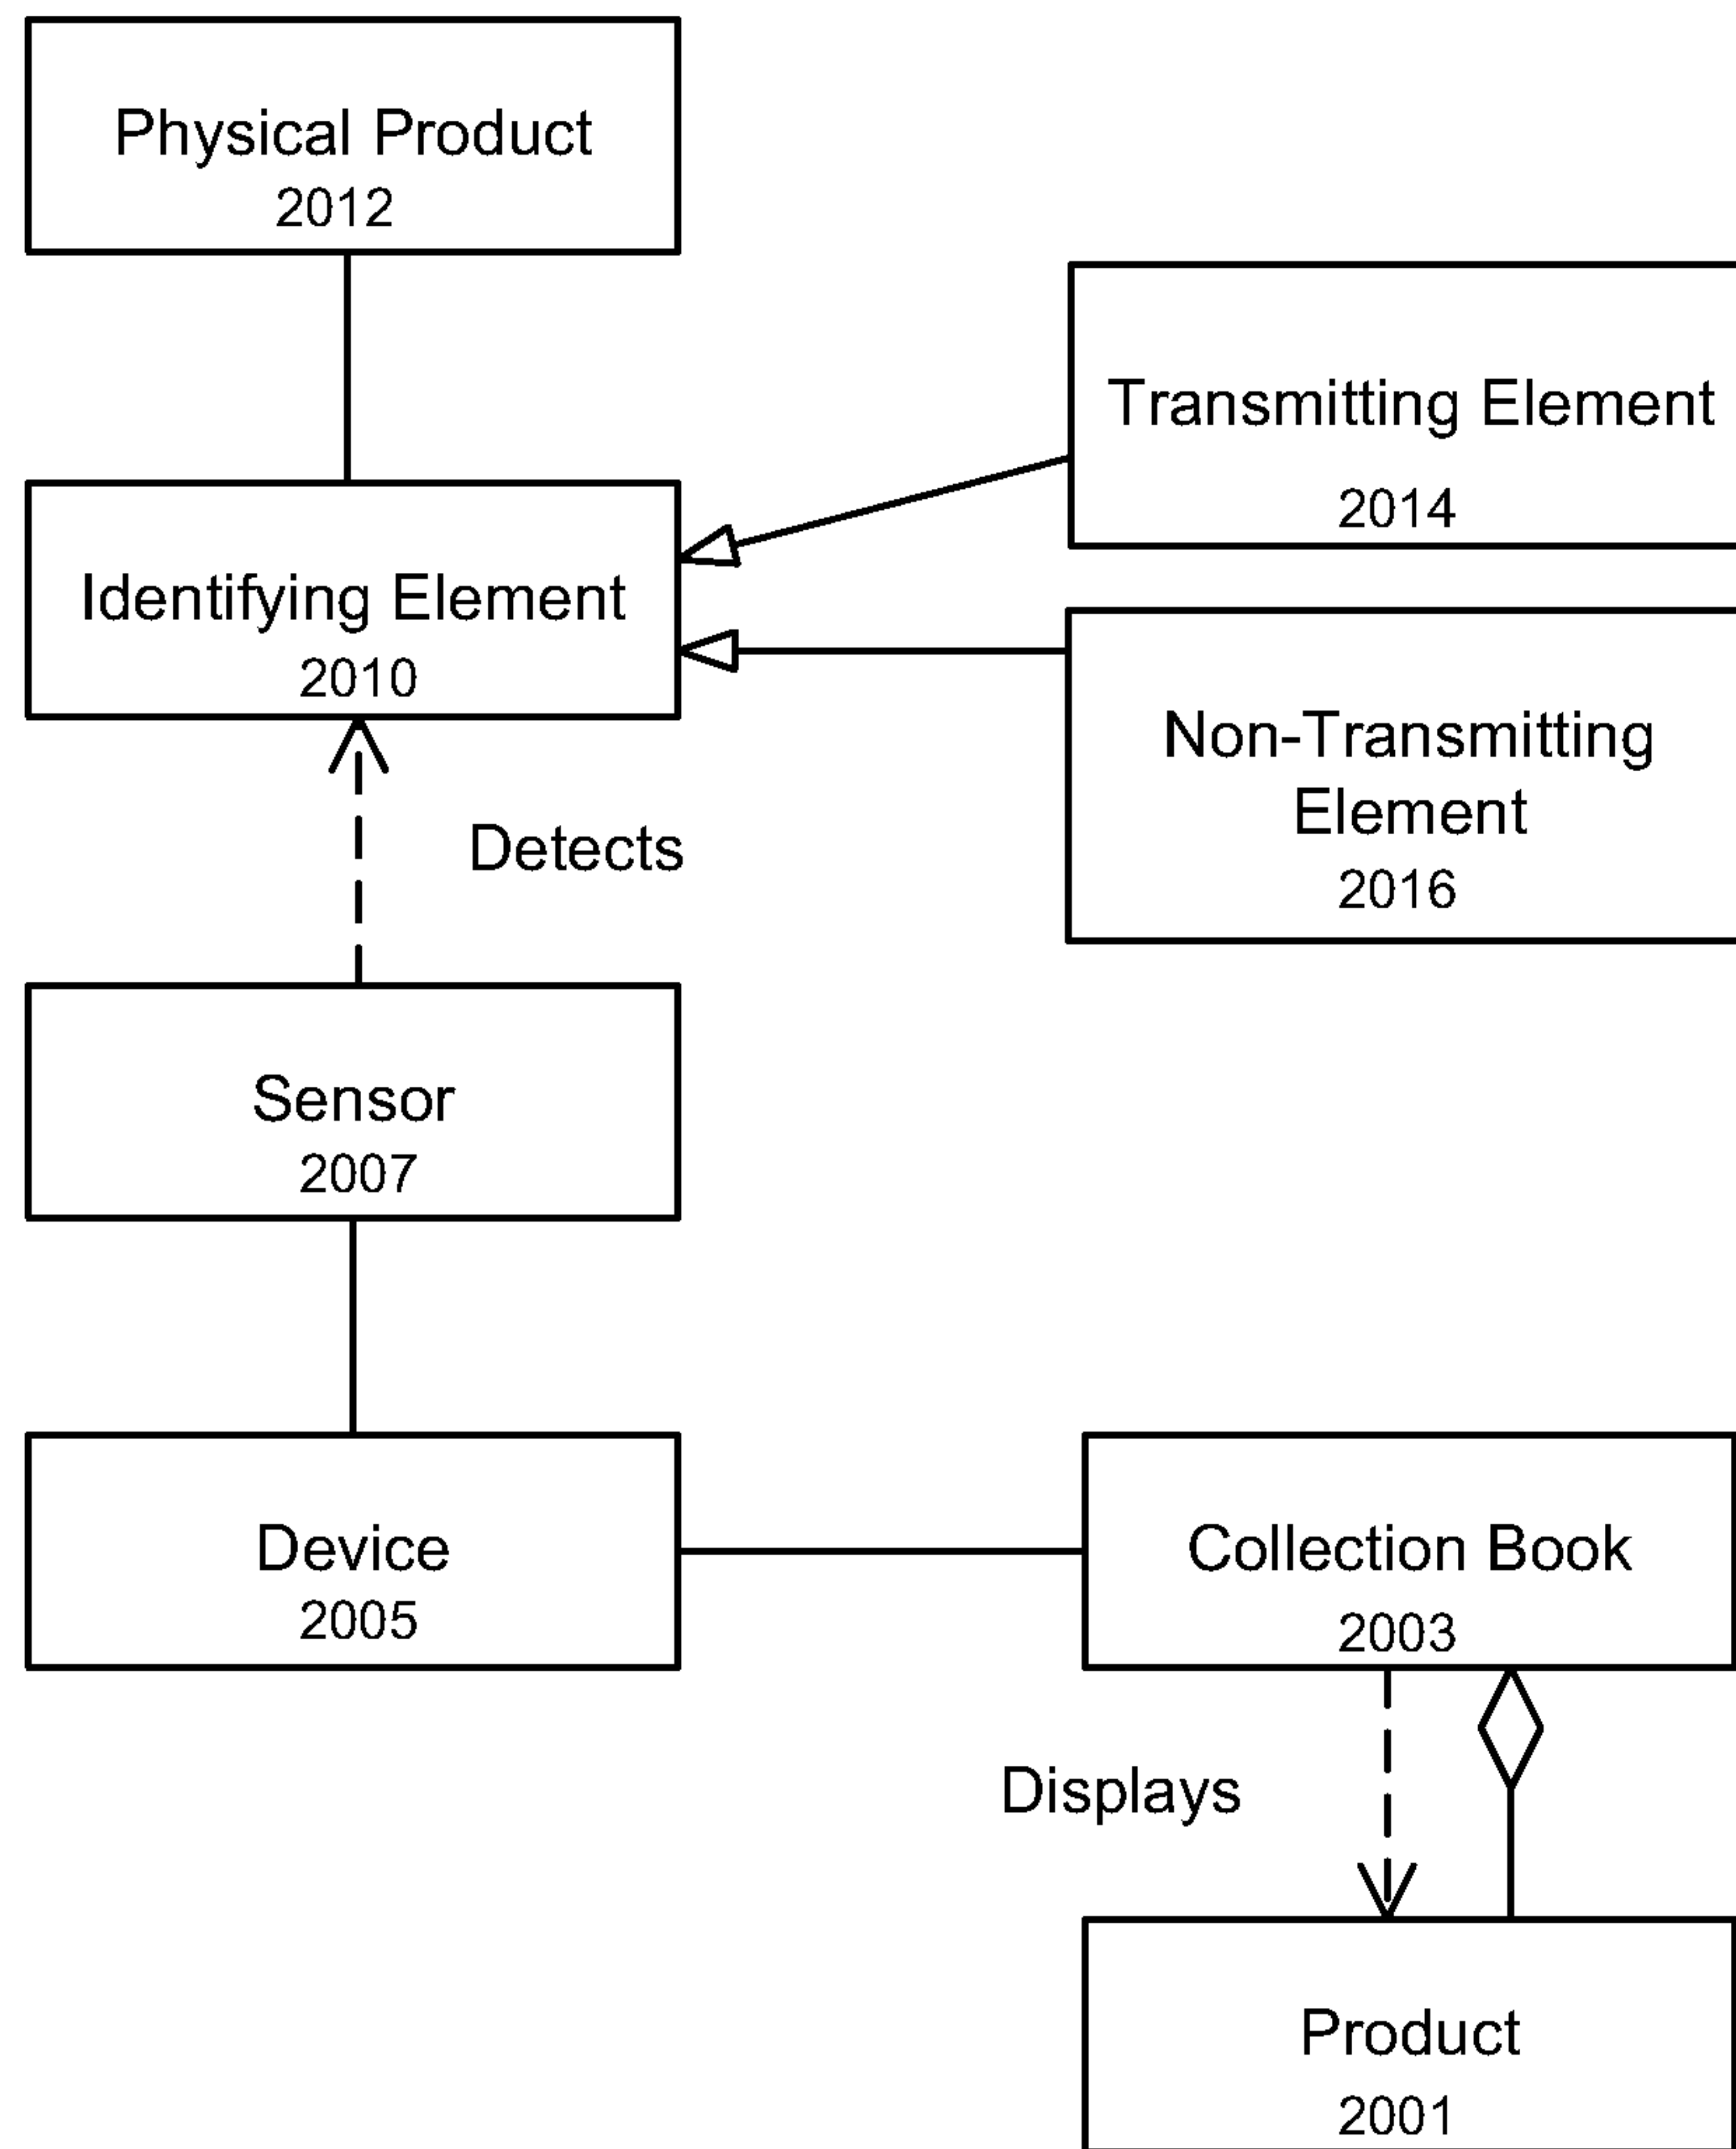 Physical Product
2012
Transmitting Element
2014
Identifying Element
2010
Non-Transmitting
Element
2016
Detects
Sensor
2007
Device
2005
Collection Book
2003
Displays
Product
2001